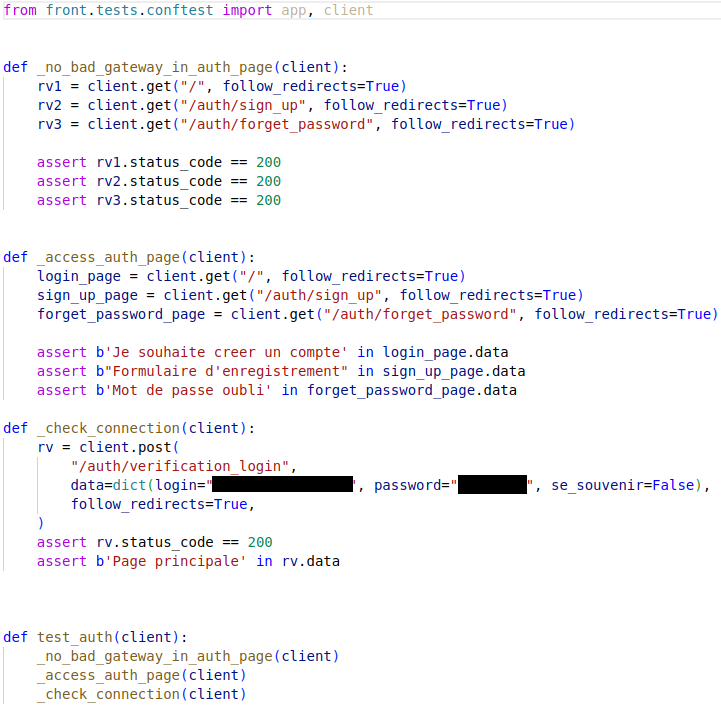 from front.tests.conftest import app, client
def _no_bad_gateway_in_auth_page(client):
    rv1 = client.get("/", follow_redirects=True)
    rv2 = client.get("/auth/sign_up", follow_redirects=True)
    rv3 = client.get("/auth/forget_password", follow_redirects=True)
    assert rv1.status_code == 200
    assert rv2.status_code == 200
    assert rv3.status_code == 200
def _access_auth_page(client):
    login_page = client.get("/", follow_redirects=True)
    sign_up_page = client.get("/auth/sign_up", follow_redirects=True)
    forget_password_page = client.get("/auth/forget_password", follow_redirects=True)
    assert b'Je souhaite creer un compte' in login_page.data
    assert b"Formulaire d'enregistrement" in sign_up_page.data
    assert b'Mot de passe oubli' in forget_password_page.data
def _check_connection(client):
    rv = client.post(
        "/auth/verification_login",
        data=dict(login="", password="", se_souvenir=False),
        follow_redirects=True,
    )
    assert rv.status_code == 200
    assert b'Page principale' in rv.data
def test_auth(client):
    _no_bad_gateway_in_auth_page(client)
    _access_auth_page(client)
    _check_connection(client)